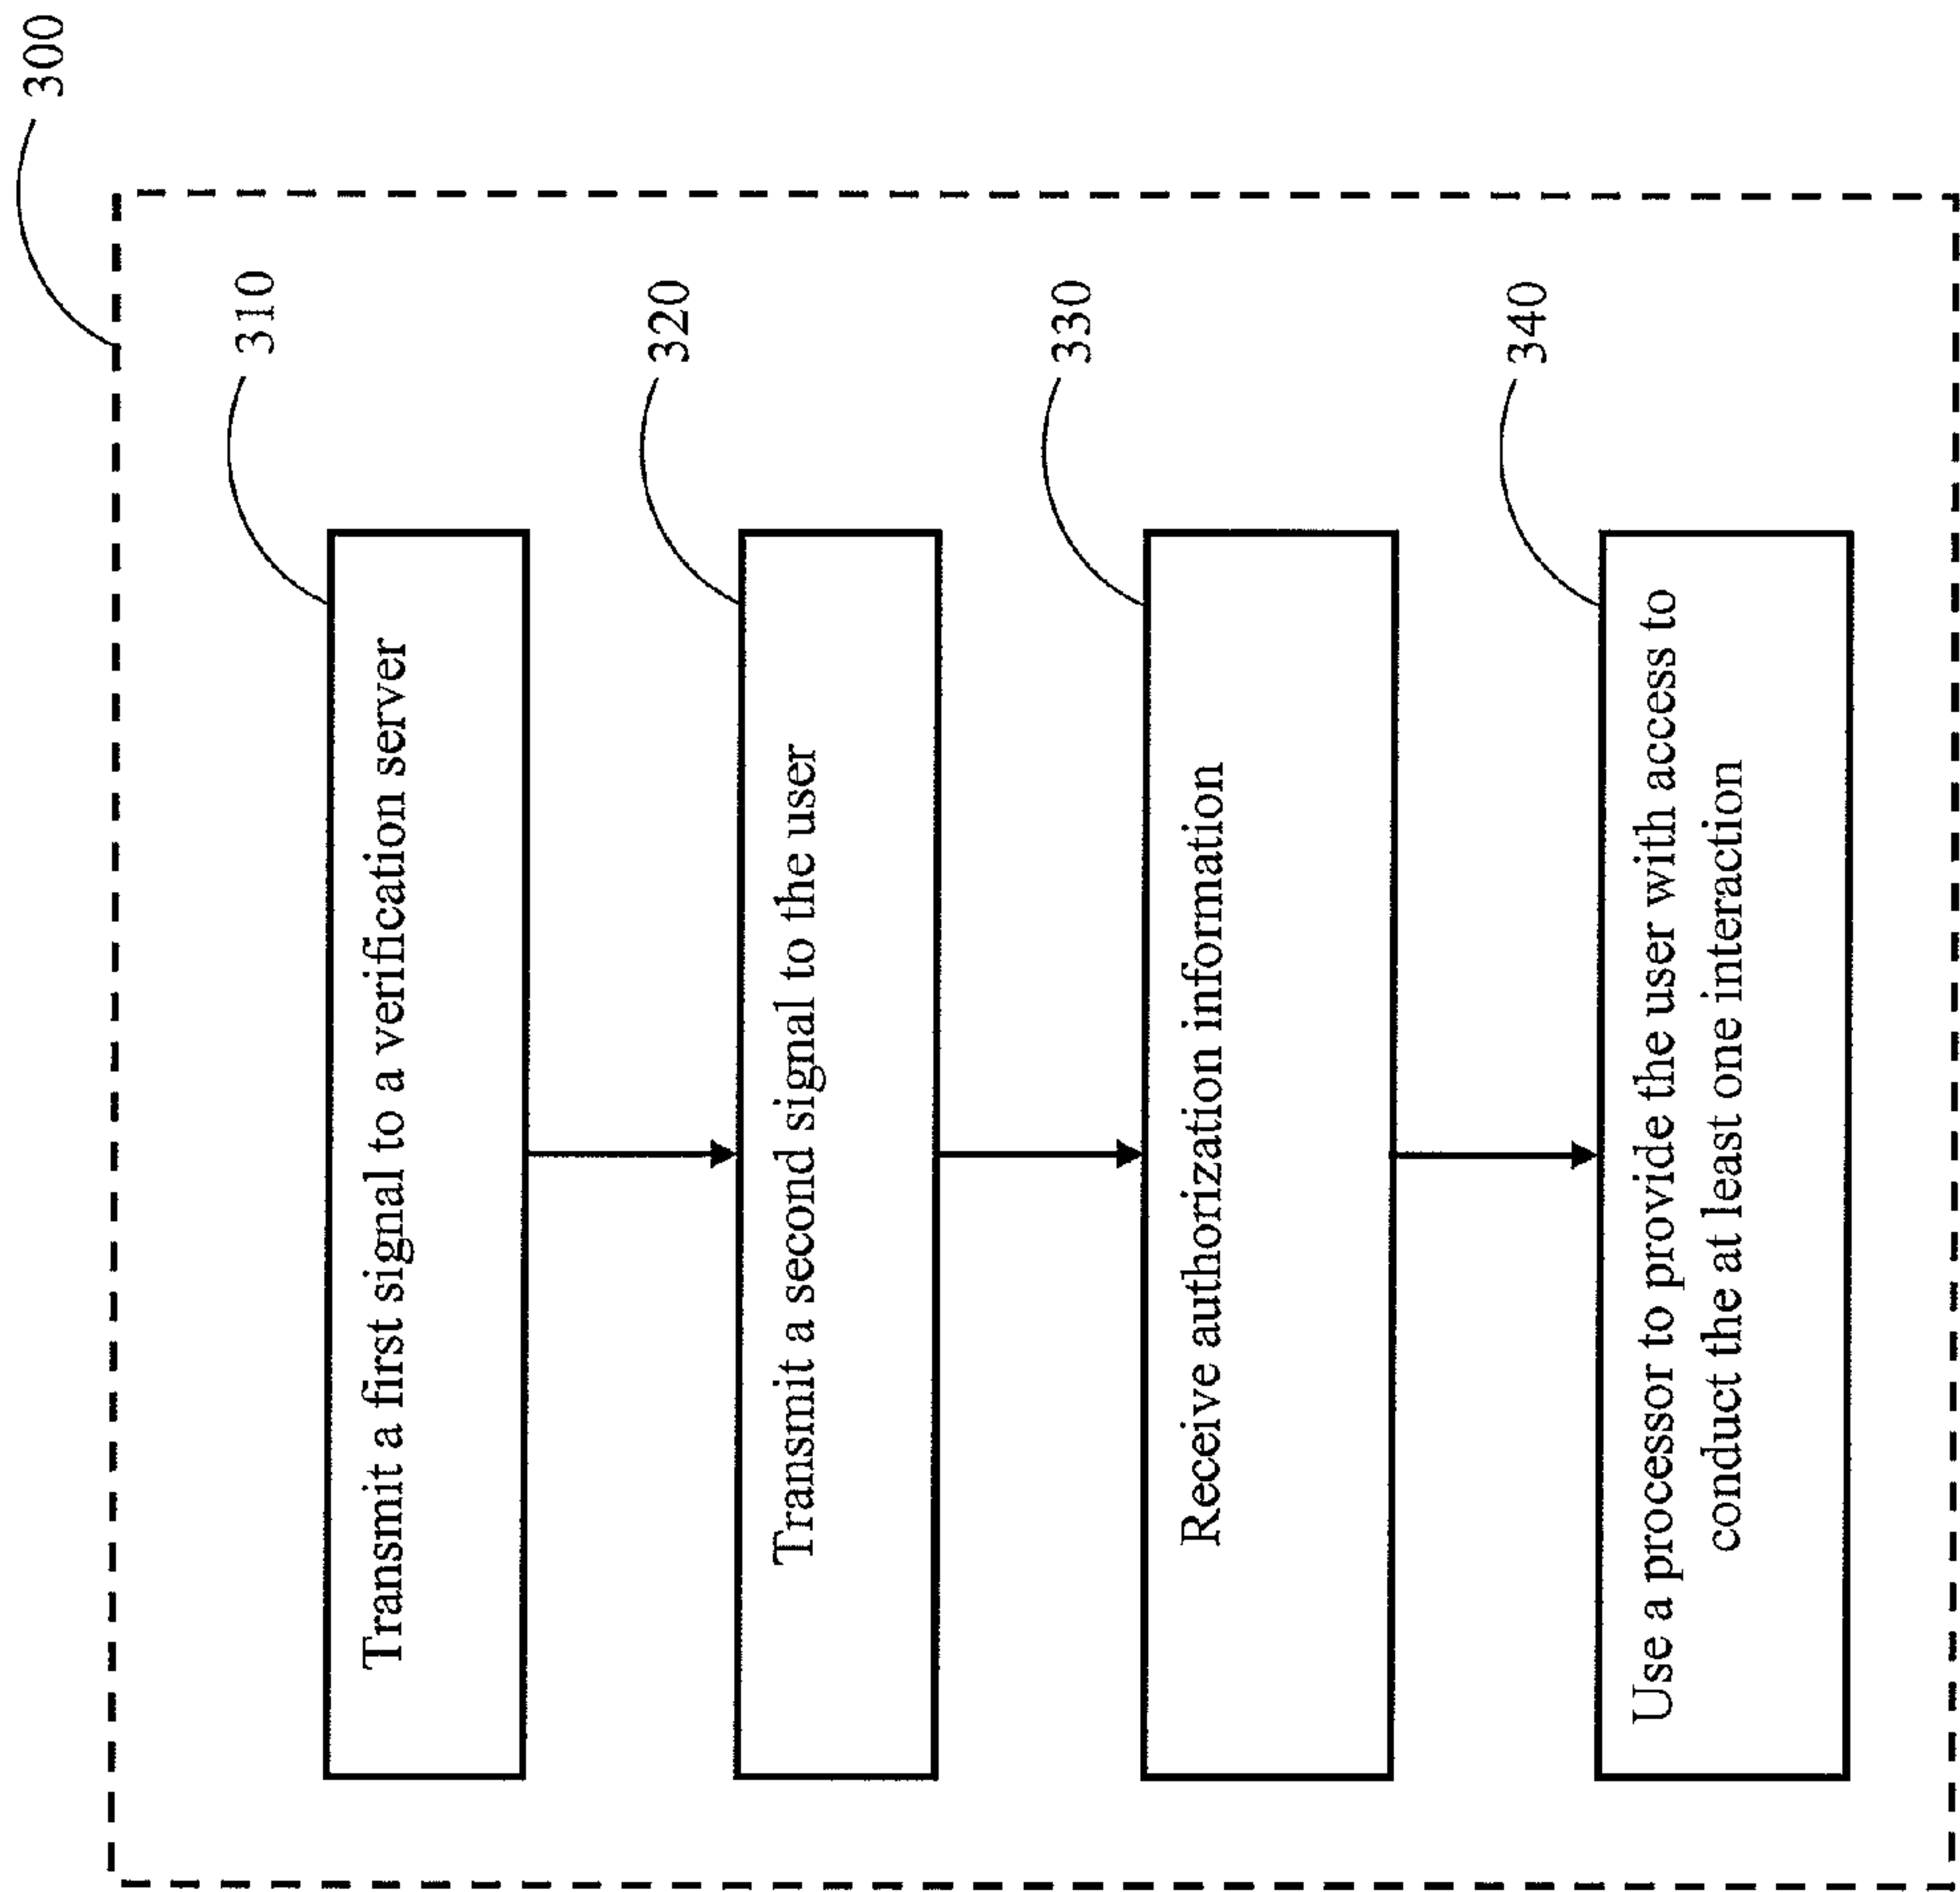 300
310
Transmit a first signal to a verification server
320
Transmit a second signal to the user
330
Receive authorization information
340
Use a processor to provide the user with access to
conduct the at least one interaction